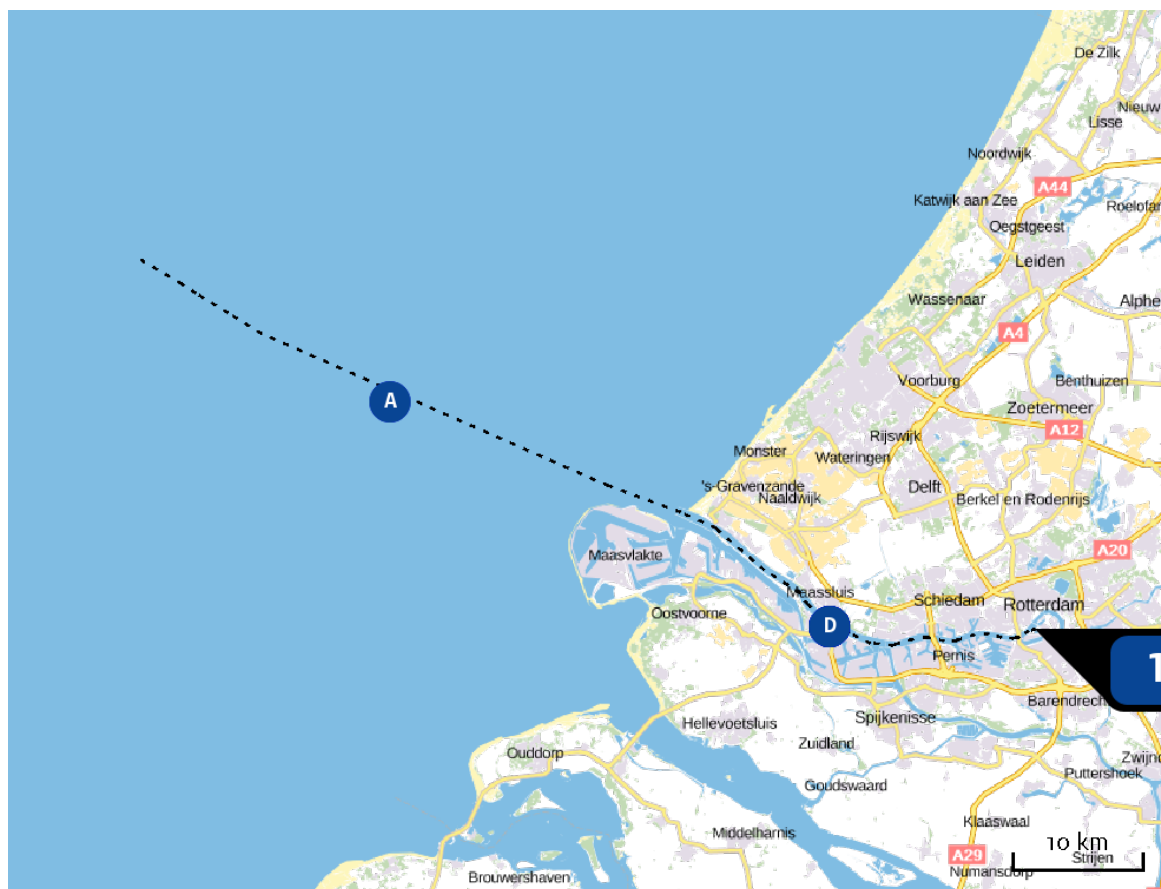 De Zilk
Nieuw
Lisse
Noordwijk
A44
Katwijk aan Zee
Roelofar
Oegstgeest
Leiden
Wassenaar
Alphe
A4
Voorburg
Benthuizen
A
Zoetermeer
A12
Rijswijk
Monster
Wateringen
's-Gravenzande
Naaldwijk
Delft
Berkel en Rodenrijs
Maasvlakte
A20
Maassluis
Schiedam
Rotterdam
Oostvoorne
D
Pernis
1
Barendrech
Hellevoetsluis
Spijkenisse
Zuidland
Ouddorp
Zwijnd
Puttershoek
Goudswaard
Klaaswaal
Middelharnis
10 km
A29
Strijen
Numansdorp
Brouwershaven